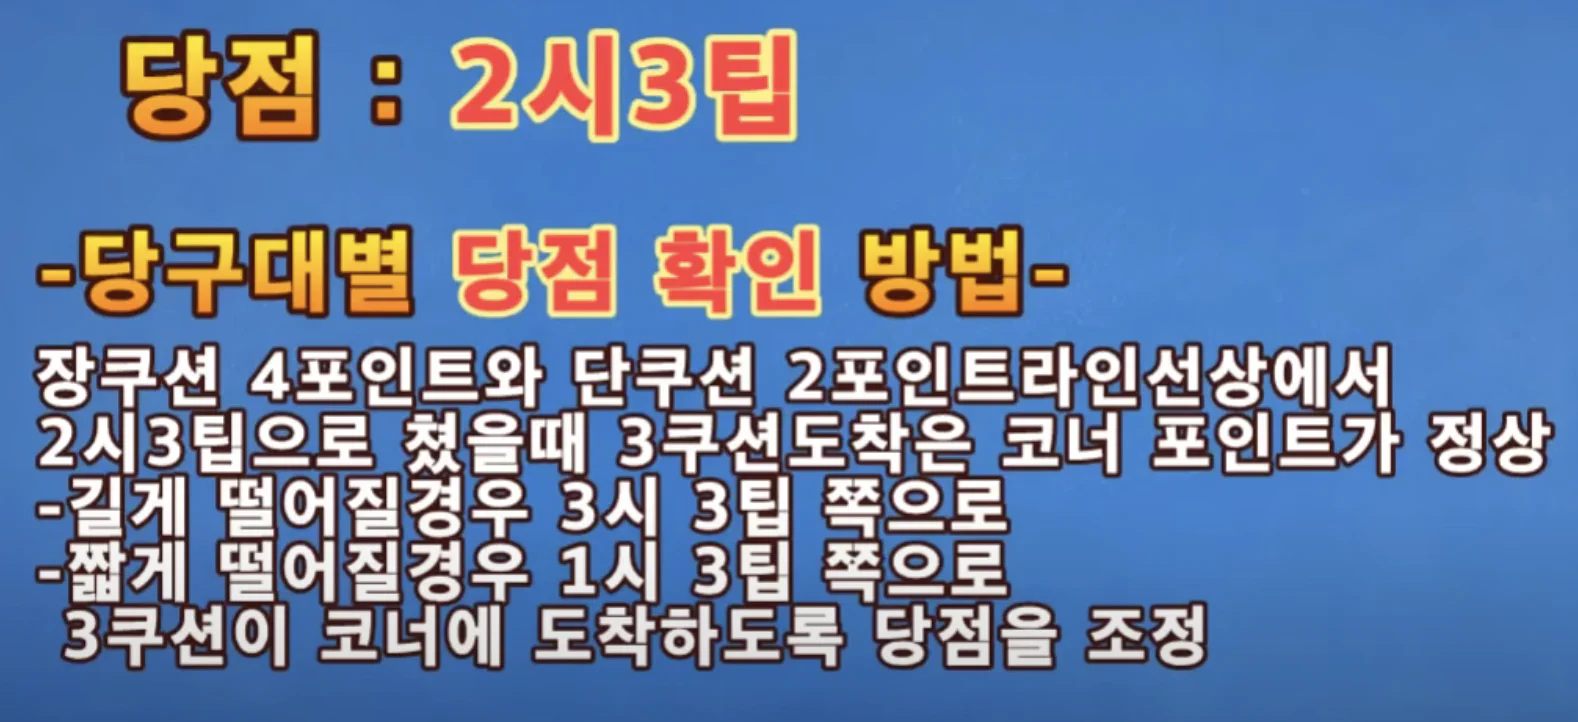 당점 : 2시3팁
-당구대별 당점 확인 방법-
장쿠션 4포인트와 단쿠션 2포인트라인선상에서
2시3팁으로 쳤을때 3쿠션도착은 코너 포인트가 정상
-길게 떨어질경우 3시 3팁 쪽으로
-짧게 떨어질경우 1시 3팁 쪽으로
3쿠션이 코너에 도착하도록 당점을 조정